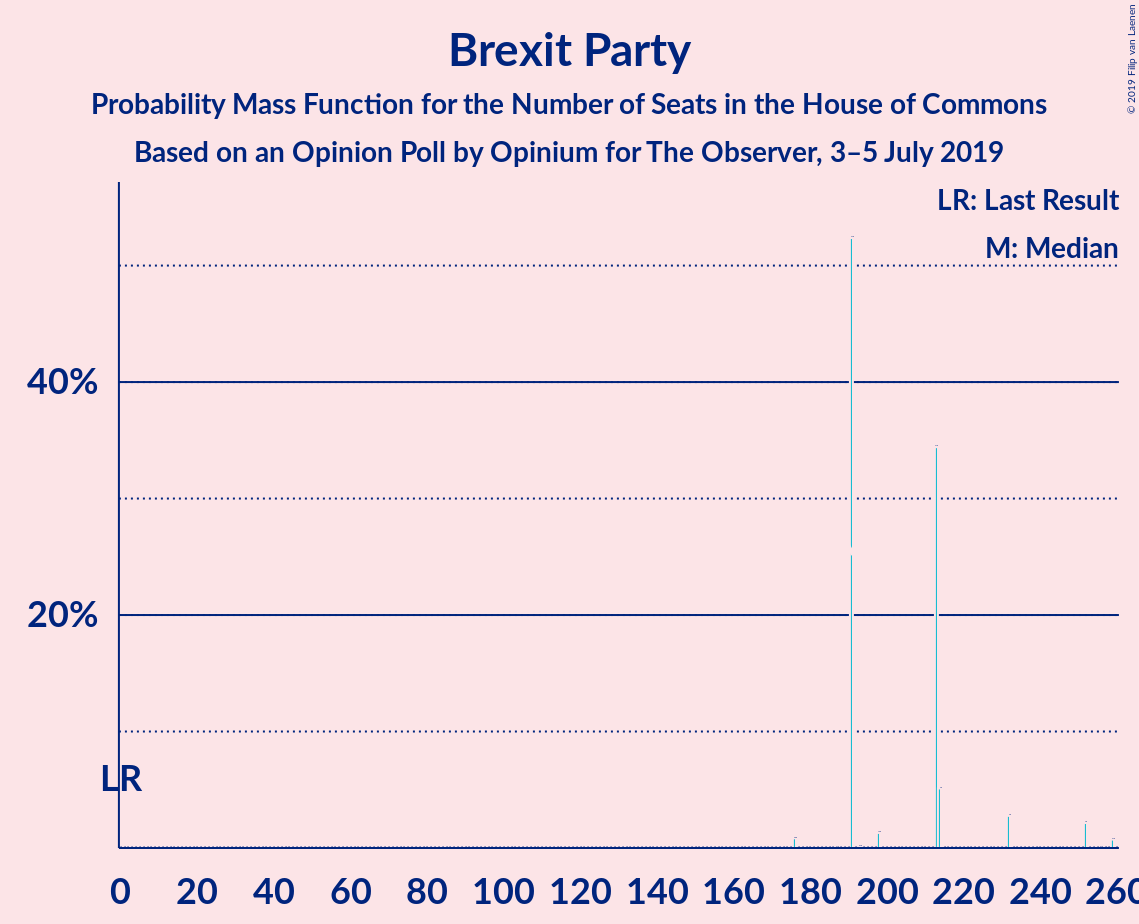 Brexit Party
Probability Mass Function for the Number of Seats in the House of Commons
Based on an Opinion Poll by Opinium for The Observer, 3–5 July 2019
© 2019 Filip van Laenen
LR: Last Result
M: Median
40%
20%
LR
0 20 40 60 80 100 120 140 160 180 200 220 240 260